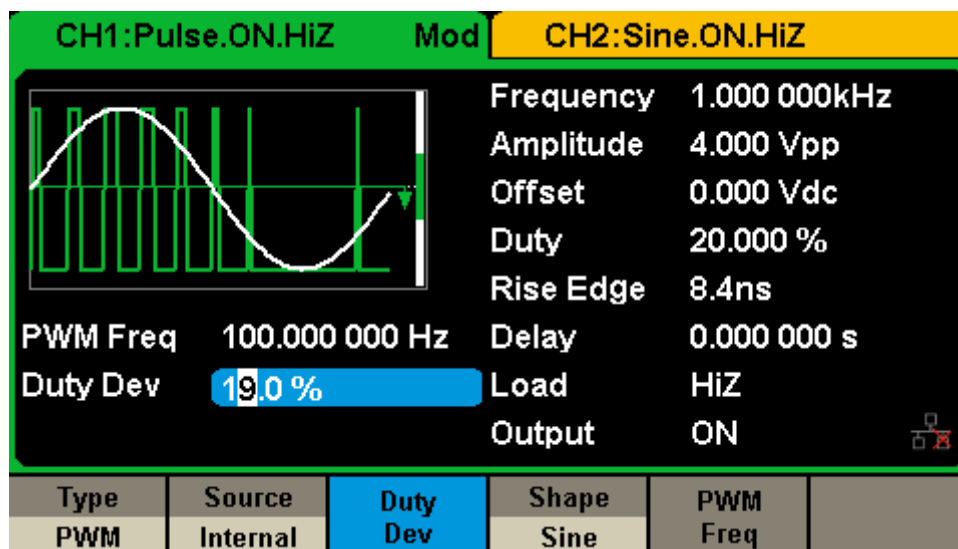 CH1:Pulse.ON.HiZ Mod CH2:Sine.ON.HiZ
Frequency 1.000 000kHz
Amplitude 4.000 Vpp
Offset 0.000 Vdc
Duty 20.000 %
Rise Edge 8.4ns
PWM Freq 100.000 000 Hz Delay 0.000 000 s
Duty Dev 19.0 % Load HiZ
Output ON
Type Source Duty Shape PWM
PWM Internal Dev Sine Freq